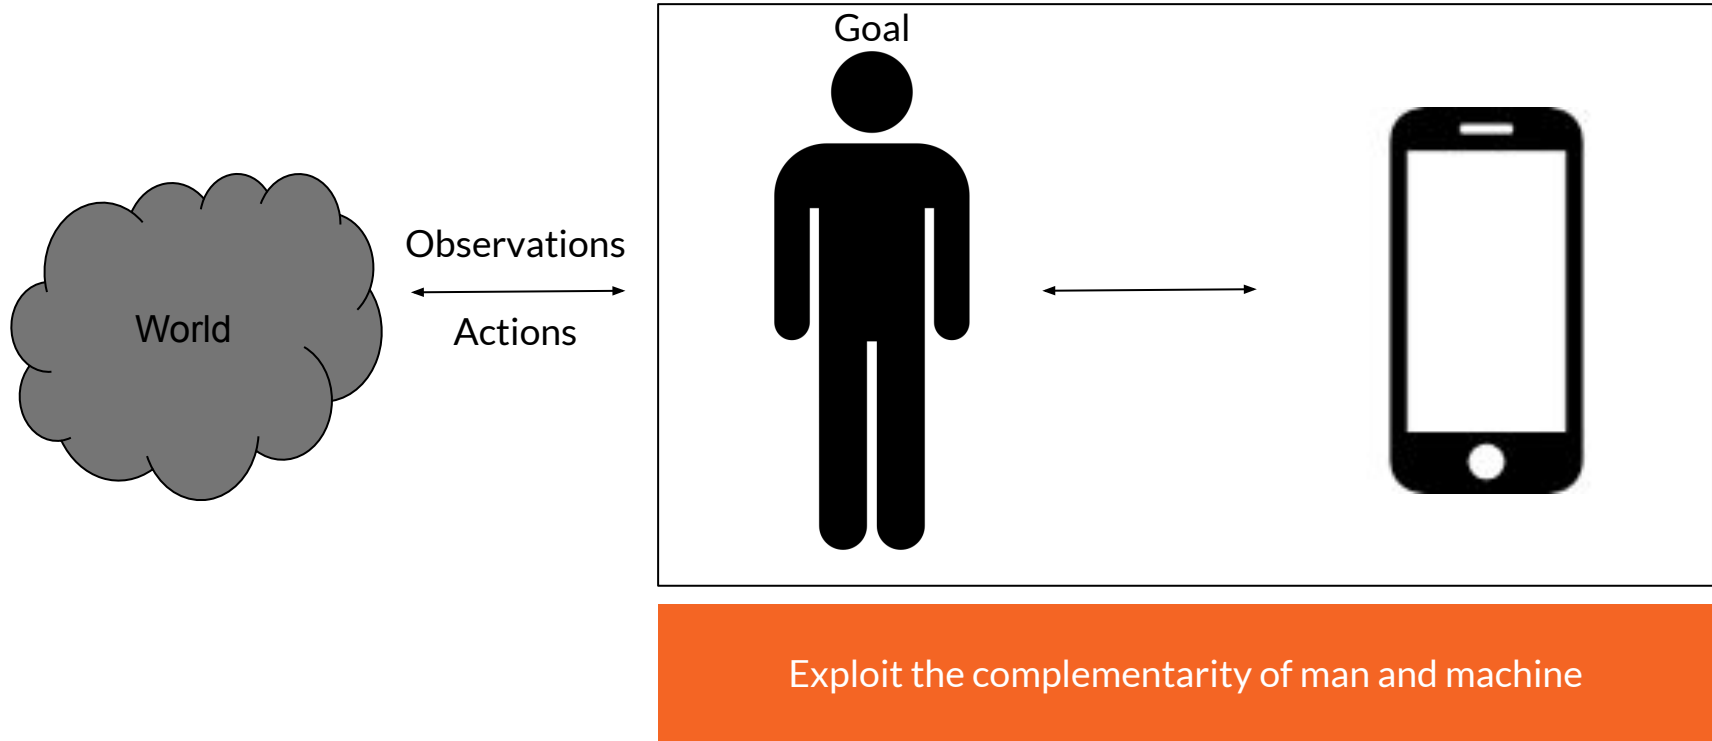 Goal
Observations
World
Actions
Exploit the complementarity of man and machine